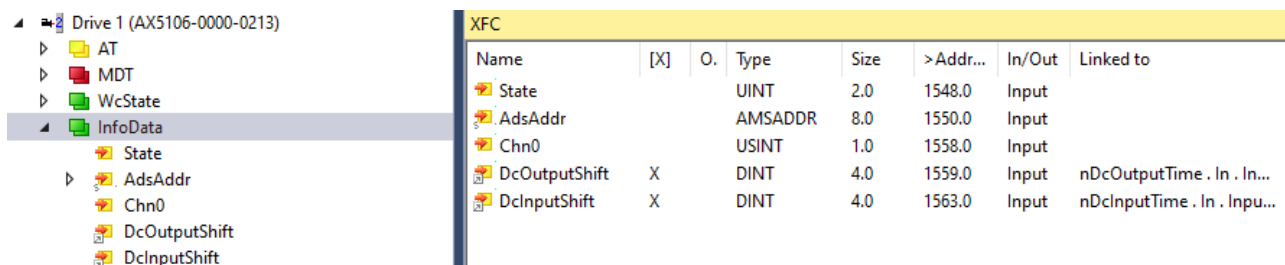 Drive 1 (AX5106-0000-0213)
AT
MDT
WcState
InfoData
State
AdsAddr
Chn0
DcOutputShift
DcInputShift
XFC
Name [X] O. Type Size >Addr... In/Out Linked to
State UINT 2.0 1548.0 Input
AdsAddr AMSADDR 8.0 1550.0 Input
Chn0 USINT 1.0 1558.0 Input
DcOutputShift X DINT 4.0 1559.0 Input nDcOutputTime . In . In...
DcInputShift X DINT 4.0 1563.0 Input nDcInputTime . In . Inpu...